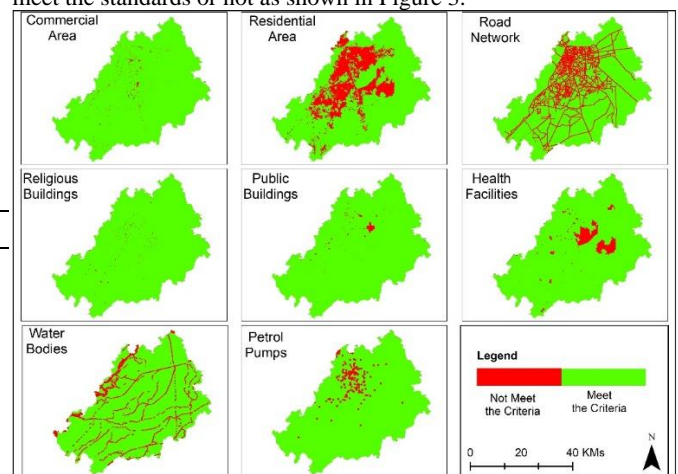 meet the standards or not as shown in Figure 3.
Commercial
Area
Residential
Area
Road
Network
Religious
Buildings
Public
Buildings
Health
Facilities
Water
Bodies
Petrol
Pumps
Legend
Not Meet
the Criteria
Meet
the Criteria
N
0 20 40 KMs